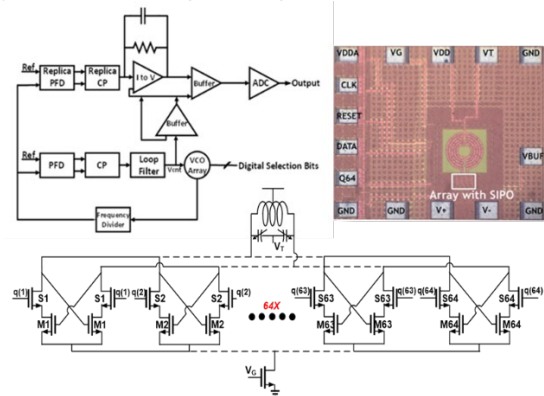 Ref
Replica
PFD
Replica
CP
I to V
Buffer
ADC
Output
Buffer
Ref
PFD
CP
Loop
Filter
Vcnt
VCO
Array
Digital Selection Bits
Frequency
Divider
VDDA
VG
VDD
VT
GND
CLK
RESET
DATA
Q64
VBUF
Array with SIPO
GND
GND
V+
V-
GND
VT
q(1)
S1
S1
q(1)
q(2)
S2
S2
q(2)
64X
q(63)
S63
S63
q(63)
q(64)
S64
S64
q(64)
M1
M1
M2
M2
M63
M63
M64
M64
VG